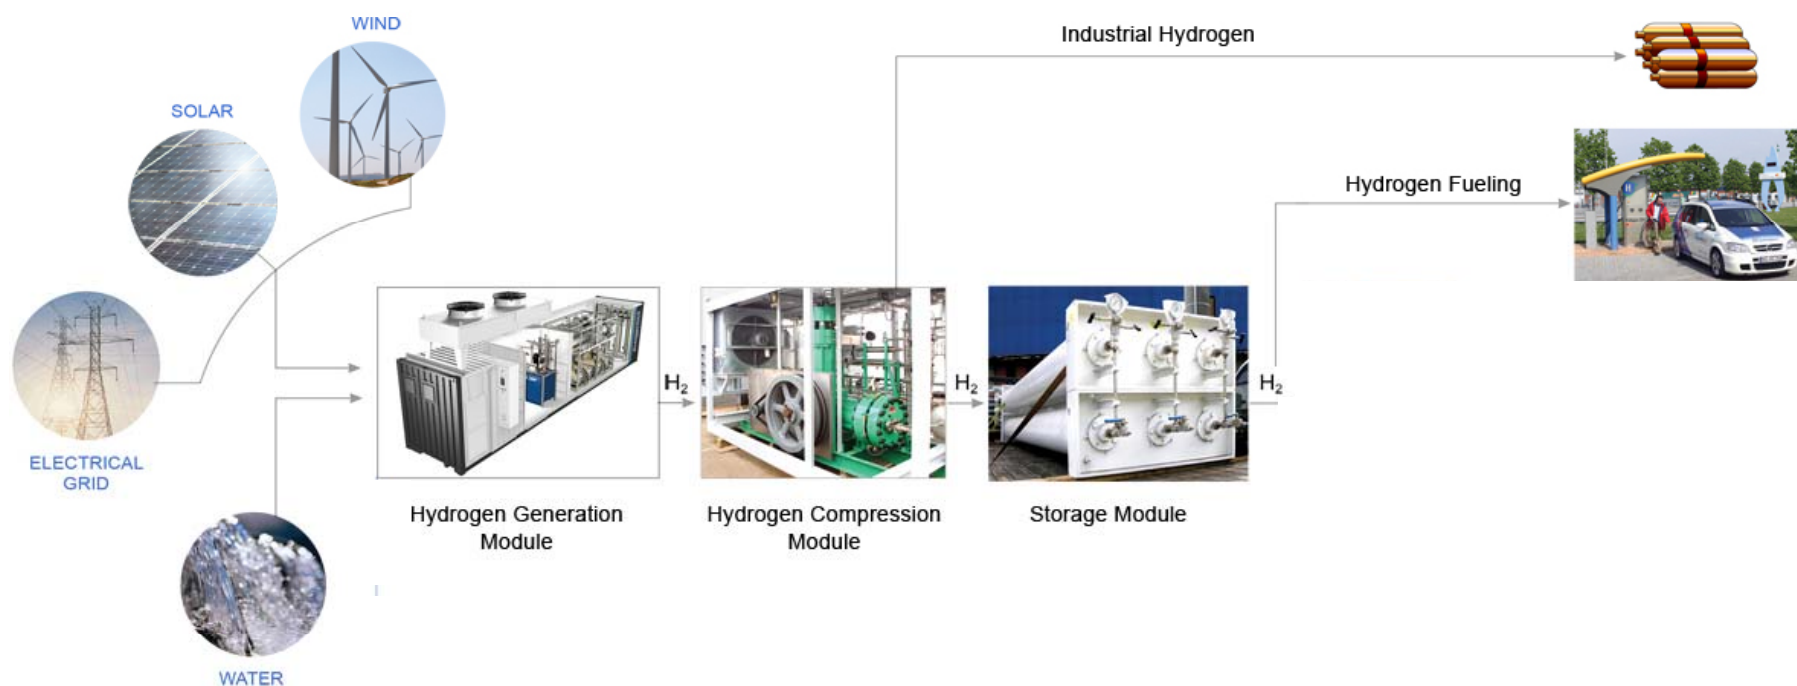 WIND
SOLAR
ELECTRICAL
GRID
WATER
Industrial Hydrogen
Hydrogen Fueling
H₂
H₂
H₂
Hydrogen Generation
Module
Hydrogen Compression
Module
Storage Module